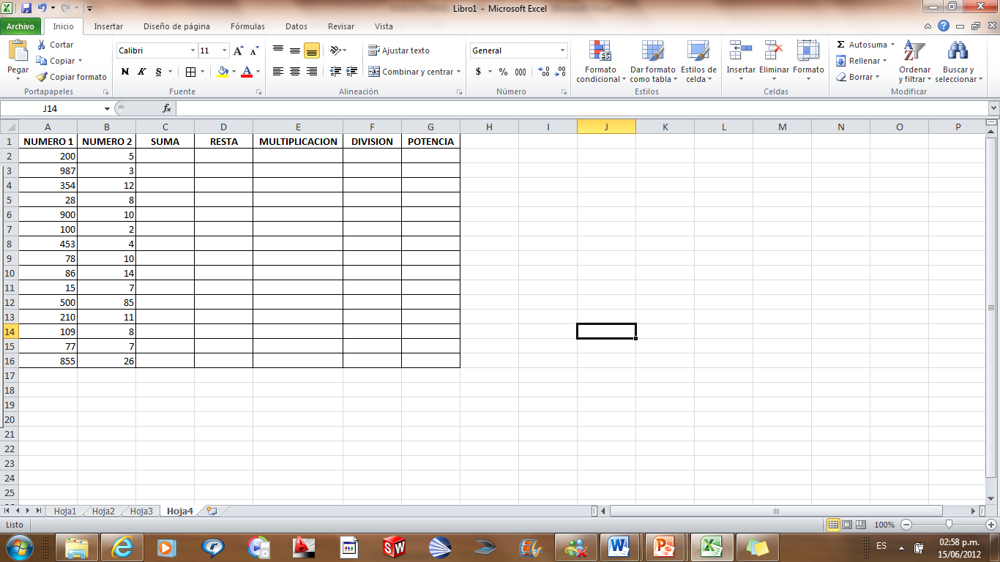 Libro1 - Microsoft Excel
Archivo Inicio Insertar Diseño de página Fórmulas Datos Revisar Vista
Pegar
Cortar
Copiar
Copiar formato
Portapapeles
Calibri 11
N K S
Fuente
Ajustar texto
Combinar y centrar
Alineación
General
$ % 000
Número
Formato condicional
Dar formato como tabla
Estilos de celda
Estilos
Insertar Eliminar Formato
Celdas
Autosuma
Rellenar
Borrar
Ordenar y filtrar
Buscar y seleccionar
Modificar
J14 fx
A B C D E F G H I J K L M N O P
1 NUMERO 1 NUMERO 2 SUMA RESTA MULTIPLICACION DIVISION POTENCIA
2 200 5
3 987 3
4 354 12
5 28 8
6 900 10
7 100 2
8 453 4
9 78 10
10 86 14
11 15 7
12 500 85
13 210 11
14 109 8
15 77 7
16 855 26
17
18
19
20
21
22
23
24
25
Hoja1 Hoja2 Hoja3 Hoja4
Listo 100%
ES 02:58 p.m.
15/06/2012